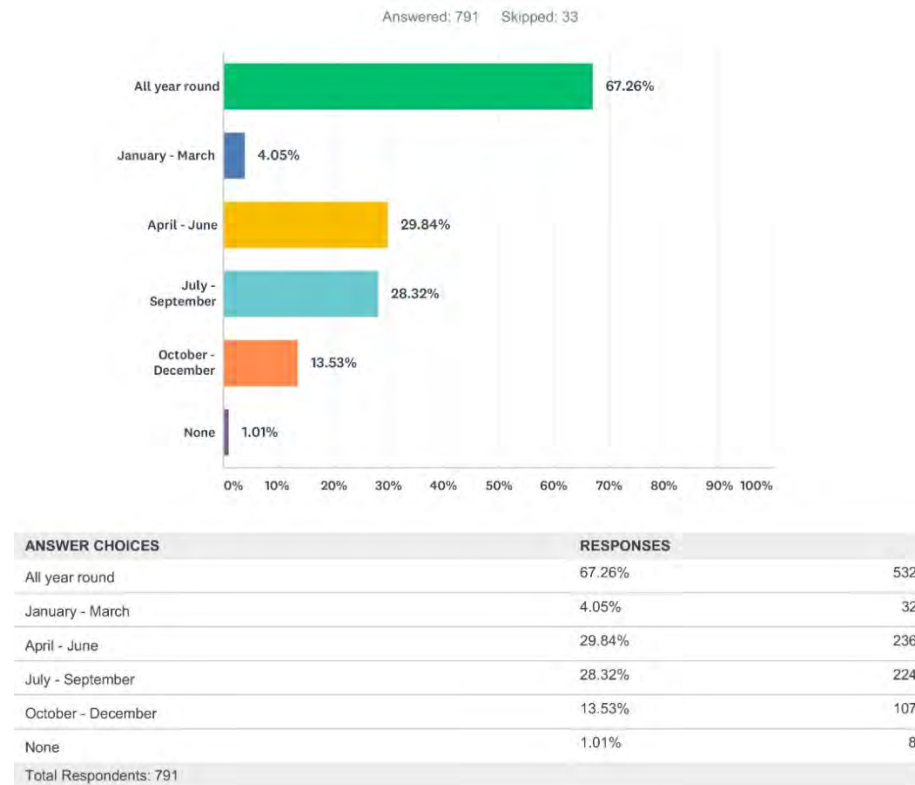 Answered: 791 Skipped: 33
All year round 67.26%
January - March 4.05%
April - June 29.84%
July -
September 28.32%
October -
December 13.53%
None 1.01%
0% 10% 20% 30% 40% 50% 60% 70% 80% 90% 100%
ANSWER CHOICES RESPONSES
All year round 67.26% 532
January - March 4.05% 32
April - June 29.84% 236
July - September 28.32% 224
October - December 13.53% 107
None 1.01% 8
Total Respondents: 791